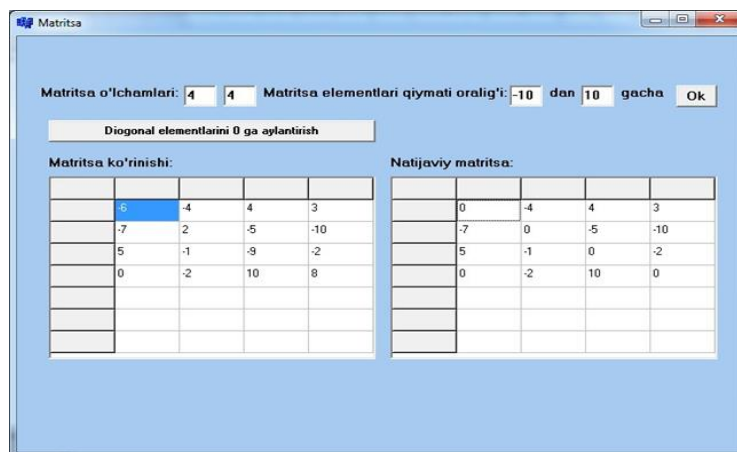 Matritsa
Matritsa o'lchamlari: 4 4 Matritsa elementlari qiymati oralig'i: -10 dan 10 gacha Ok
Diogonal elementlarini 0 ga aylantirish
Matritsa ko'rinishi: Natijaviy matritsa:
-6 -4 4 3 0 -4 4 3
-7 2 -5 -10 -7 0 -5 -10
5 -1 -9 -2 5 -1 0 -2
0 -2 10 8 0 -2 10 0